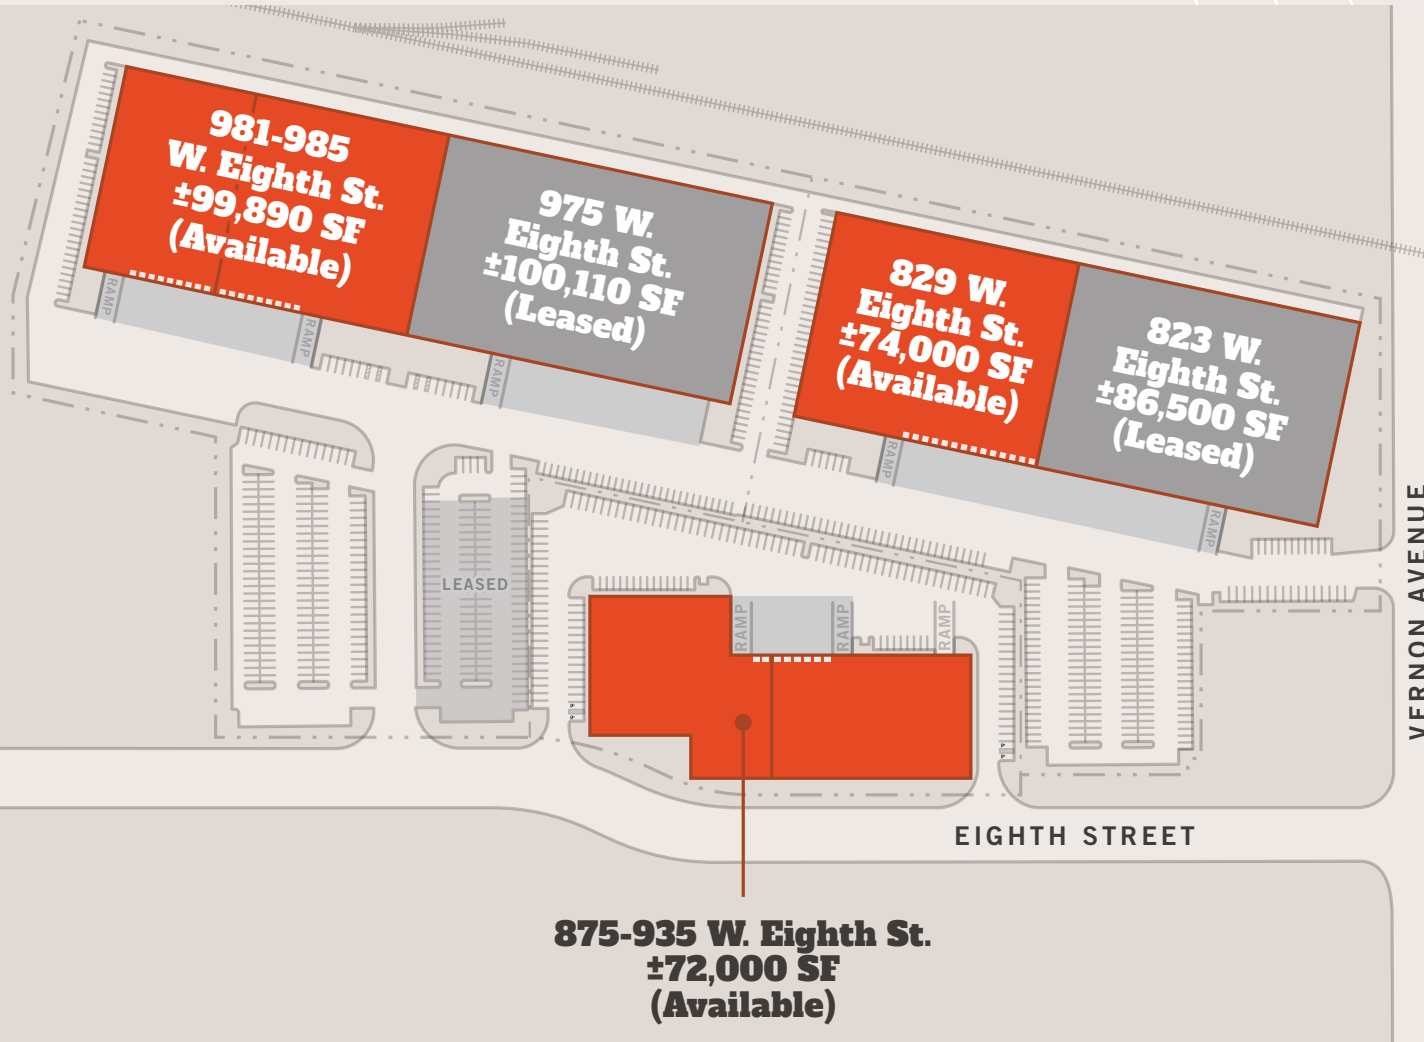 981-985
W. Eighth St.
±99,890 SF
(Available)
975 W.
Eighth St.
±100,110 SF
(Leased)
829 W.
Eighth St.
±74,000 SF
(Available)
823 W.
Eighth St.
±86,500 SF
(Leased)
RAMP
RAMP
RAMP
RAMP
RAMP
LEASED
RAMP
RAMP
RAMP
VERNON AVENUE
EIGHTH STREET
875-935 W. Eighth St.
±72,000 SF
(Available)